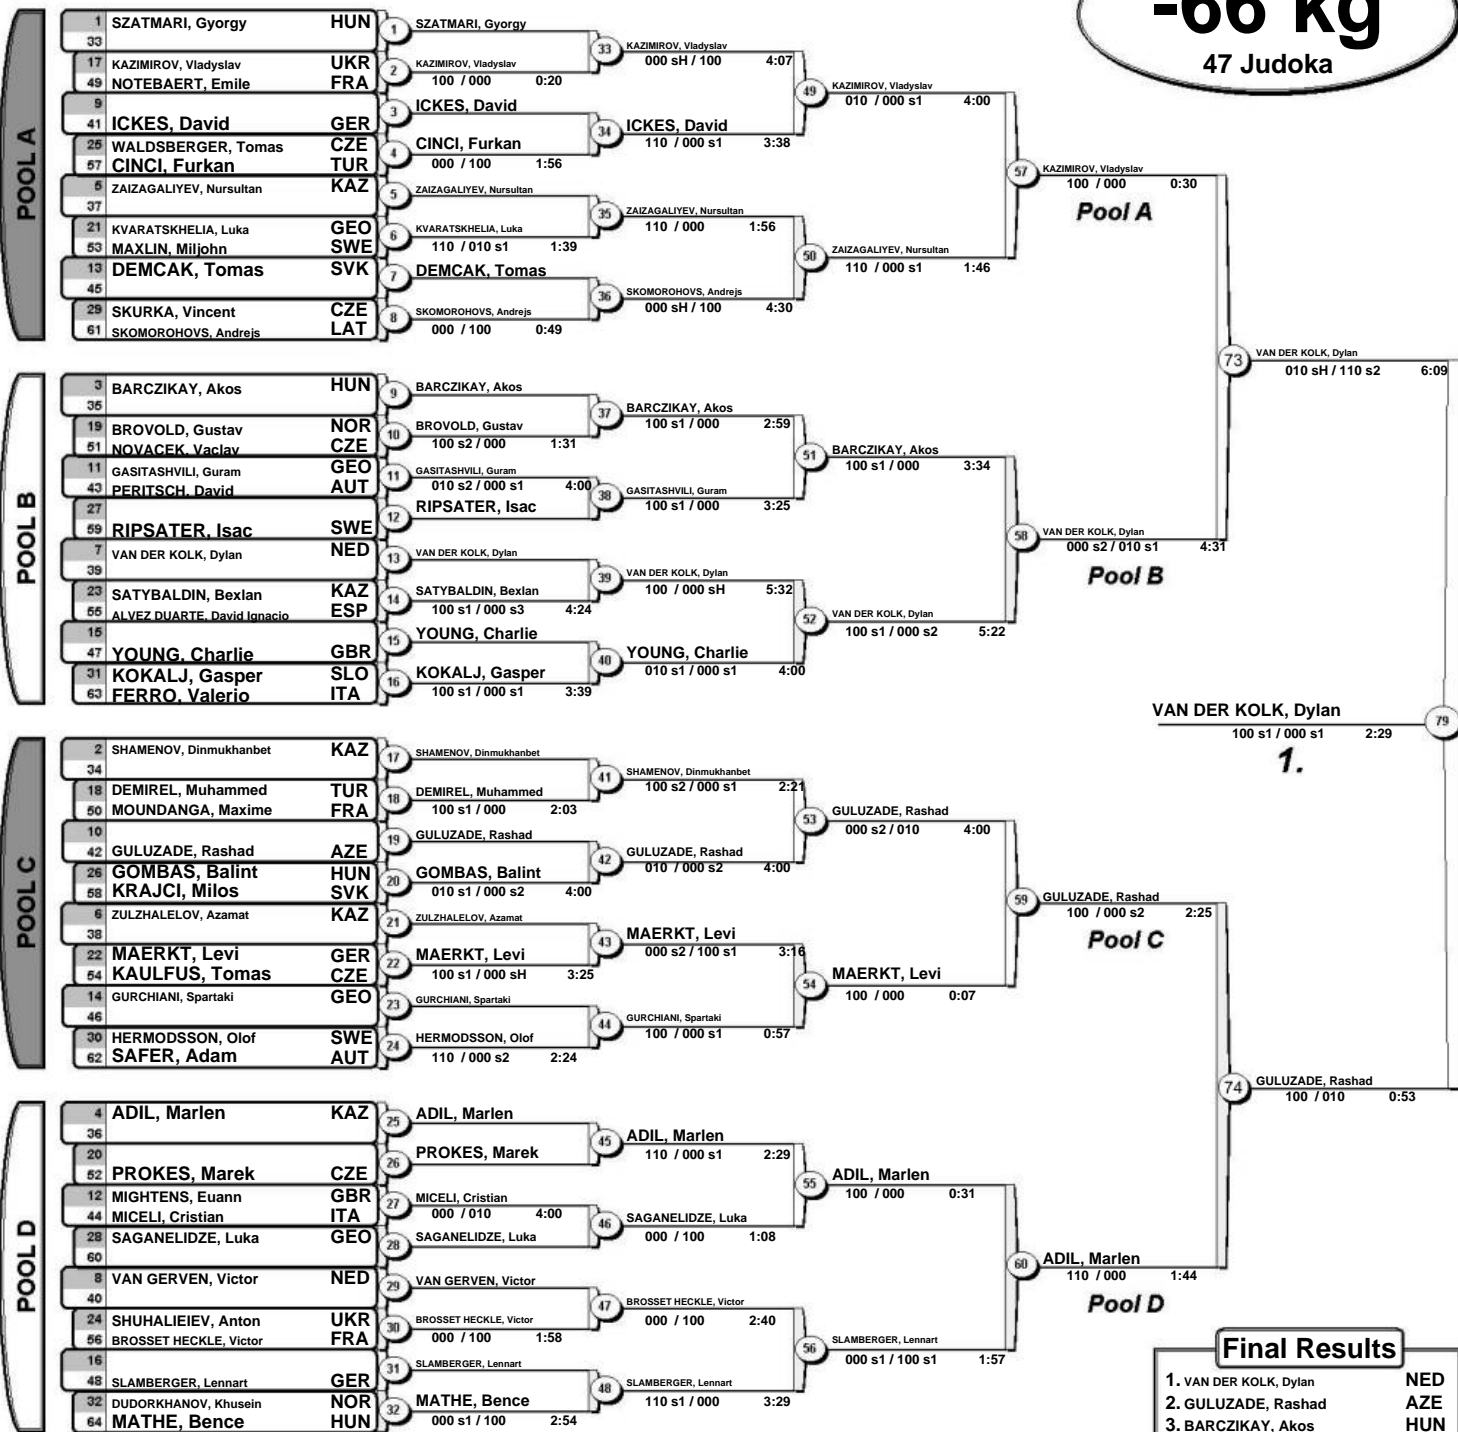 -66 kg
47 Judoka
POOL A
1 SZATMARI, Gyorgy HUN
33
17 KAZIMIROV, Vladyslav UKR
49 NOTEBAERT, Emile FRA
9
41 ICKES, David GER
25 WALDSBERGER, Tomas CZE
57 CINCI, Furkan TUR
5 ZAIZAGALIYEV, Nursultan KAZ
37
21 KVARATSKHELIA, Luka GEO
53 MAXLIN, Miljohn SWE
13 DEMCAK, Tomas SVK
45
29 SKURKA, Vincent CZE
61 SKOMOROHOVS, Andrejs LAT
1 SZATMARI, Gyorgy
2 KAZIMIROV, Vladyslav
100 / 000 0:20
3 ICKES, David
4 CINCI, Furkan
000 / 100 1:56
5 ZAIZAGALIYEV, Nursultan
6 KVARATSKHELIA, Luka
110 / 010 s1 1:39
7 DEMCAK, Tomas
8 SKOMOROHOVS, Andrejs
000 / 100 0:49
33 KAZIMIROV, Vladyslav
000 sH / 100 4:07
34 ICKES, David
110 / 000 s1 3:38
35 ZAIZAGALIYEV, Nursultan
110 / 000 1:56
36 SKOMOROHOVS, Andrejs
000 sH / 100 4:30
49 KAZIMIROV, Vladyslav
010 / 000 s1 4:00
50 ZAIZAGALIYEV, Nursultan
110 / 000 s1 1:46
57 KAZIMIROV, Vladyslav
100 / 000 0:30
Pool A
POOL B
3 BARCZIKAY, Akos HUN
35
19 BROVOLD, Gustav NOR
51 NOVACEK, Vaclav CZE
11 GASITASHVILI, Guram GEO
43 PERITSCH, David AUT
27
59 RIPSATER, Isac SWE
7 VAN DER KOLK, Dylan NED
39
23 SATYBALDIN, Bexlan KAZ
55 ALVEZ DUARTE, David Ignacio ESP
15
47 YOUNG, Charlie GBR
31 KOKALJ, Gasper SLO
63 FERRO, Valerio ITA
9 BARCZIKAY, Akos
10 BROVOLD, Gustav
100 s2 / 000 1:31
11 GASITASHVILI, Guram
010 s2 / 000 s1 4:00
12 RIPSATER, Isac
13 VAN DER KOLK, Dylan
14 SATYBALDIN, Bexlan
100 s1 / 000 s3 4:24
15 YOUNG, Charlie
16 KOKALJ, Gasper
100 s1 / 000 s1 3:39
37 BARCZIKAY, Akos
100 s1 / 000 2:59
38 GASITASHVILI, Guram
100 s1 / 000 3:25
39 VAN DER KOLK, Dylan
100 / 000 sH 5:32
40 YOUNG, Charlie
010 s1 / 000 s1 4:00
51 BARCZIKAY, Akos
100 s1 / 000 3:34
52 VAN DER KOLK, Dylan
100 s1 / 000 s2 5:22
58 VAN DER KOLK, Dylan
000 s2 / 010 s1 4:31
Pool B
73 VAN DER KOLK, Dylan
010 sH / 110 s2 6:09
VAN DER KOLK, Dylan 79
100 s1 / 000 s1 2:29
1.
POOL C
2 SHAMENOV, Dinmukhanbet KAZ
34
18 DEMIREL, Muhammed TUR
50 MOUNDANGA, Maxime FRA
10
42 GULUZADE, Rashad AZE
26 GOMBAS, Balint HUN
58 KRAJCI, Milos SVK
6 ZULZHALELOV, Azamat KAZ
38
22 MAERKT, Levi GER
54 KAULFUS, Tomas CZE
14 GURCHIANI, Spartaki GEO
46
30 HERMODSSON, Olof SWE
62 SAFER, Adam AUT
17 SHAMENOV, Dinmukhanbet
18 DEMIREL, Muhammed
100 s1 / 000 2:03
19 GULUZADE, Rashad
20 GOMBAS, Balint
010 s1 / 000 s2 4:00
21 ZULZHALELOV, Azamat
22 MAERKT, Levi
100 s1 / 000 sH 3:25
23 GURCHIANI, Spartaki
24 HERMODSSON, Olof
110 / 000 s2 2:24
41 SHAMENOV, Dinmukhanbet
100 s2 / 000 s1 2:21
42 GULUZADE, Rashad
010 / 000 s2 4:00
43 MAERKT, Levi
000 s2 / 100 s1 3:16
44 GURCHIANI, Spartaki
100 / 000 s1 0:57
53 GULUZADE, Rashad
000 s2 / 010 4:00
54 MAERKT, Levi
100 / 000 0:07
59 GULUZADE, Rashad
100 / 000 s2 2:25
Pool C
74 GULUZADE, Rashad
100 / 010 0:53
POOL D
4 ADIL, Marlen KAZ
36
20
52 PROKES, Marek CZE
12 MIGHTENS, Euann GBR
44 MICELI, Cristian ITA
28 SAGANELIDZE, Luka GEO
60
8 VAN GERVEN, Victor NED
40
24 SHUHALIEIEV, Anton UKR
56 BROSSET HECKLE, Victor FRA
16
48 SLAMBERGER, Lennart GER
32 DUDORKHANOV, Khusein NOR
64 MATHE, Bence HUN
25 ADIL, Marlen
26 PROKES, Marek
27 MICELI, Cristian
000 / 010 4:00
28 SAGANELIDZE, Luka
29 VAN GERVEN, Victor
30 BROSSET HECKLE, Victor
000 / 100 1:58
31 SLAMBERGER, Lennart
32 MATHE, Bence
000 s1 / 100 2:54
45 ADIL, Marlen
110 / 000 s1 2:29
46 SAGANELIDZE, Luka
000 / 100 1:08
47 BROSSET HECKLE, Victor
000 / 100 2:40
48 SLAMBERGER, Lennart
110 s1 / 000 3:29
55 ADIL, Marlen
100 / 000 0:31
56 SLAMBERGER, Lennart
000 s1 / 100 s1 1:57
60 ADIL, Marlen
110 / 000 1:44
Pool D
Final Results
1. VAN DER KOLK, Dylan NED
2. GULUZADE, Rashad AZE
3. BARCZIKAY, Akos HUN